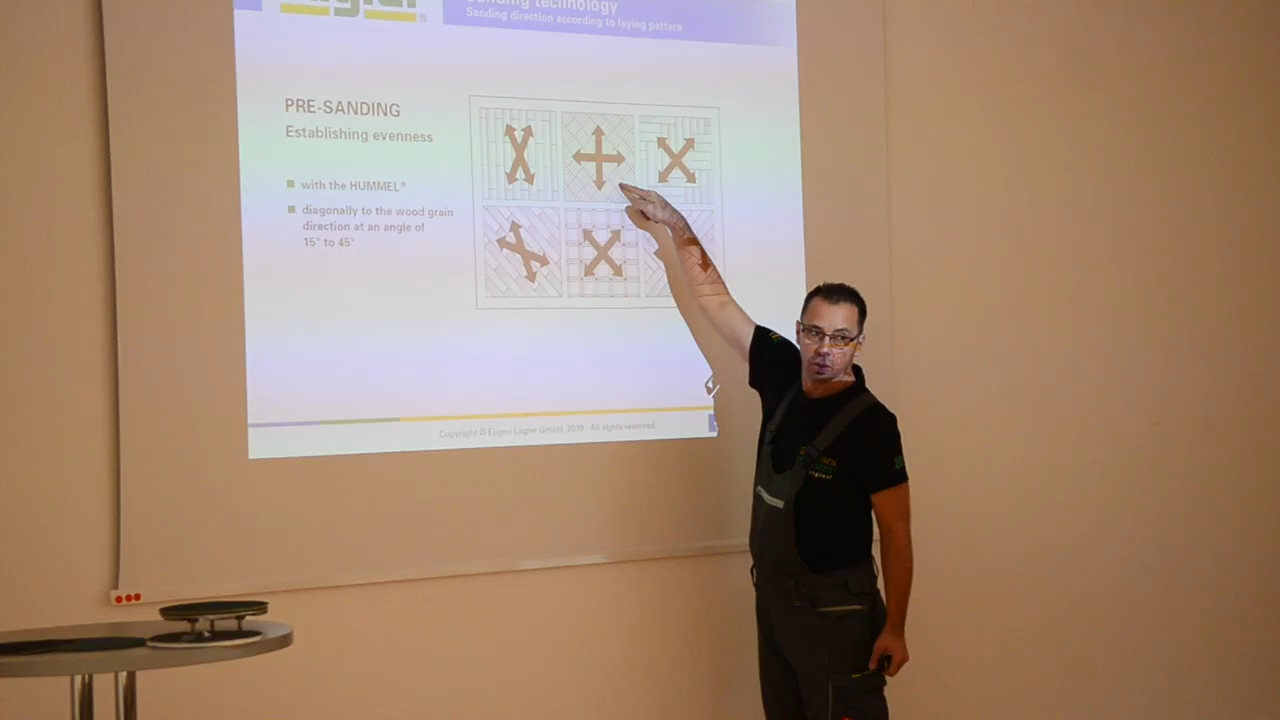 Sanding technology
Sanding direction according to laying pattern
PRE-SANDING
Establishing evenness
with the HUMMEL®
diagonally to the wood grain
direction at an angle of
15° to 45°
Copyright © Eugen Lägler GmbH, 2019 - All rights reserved.